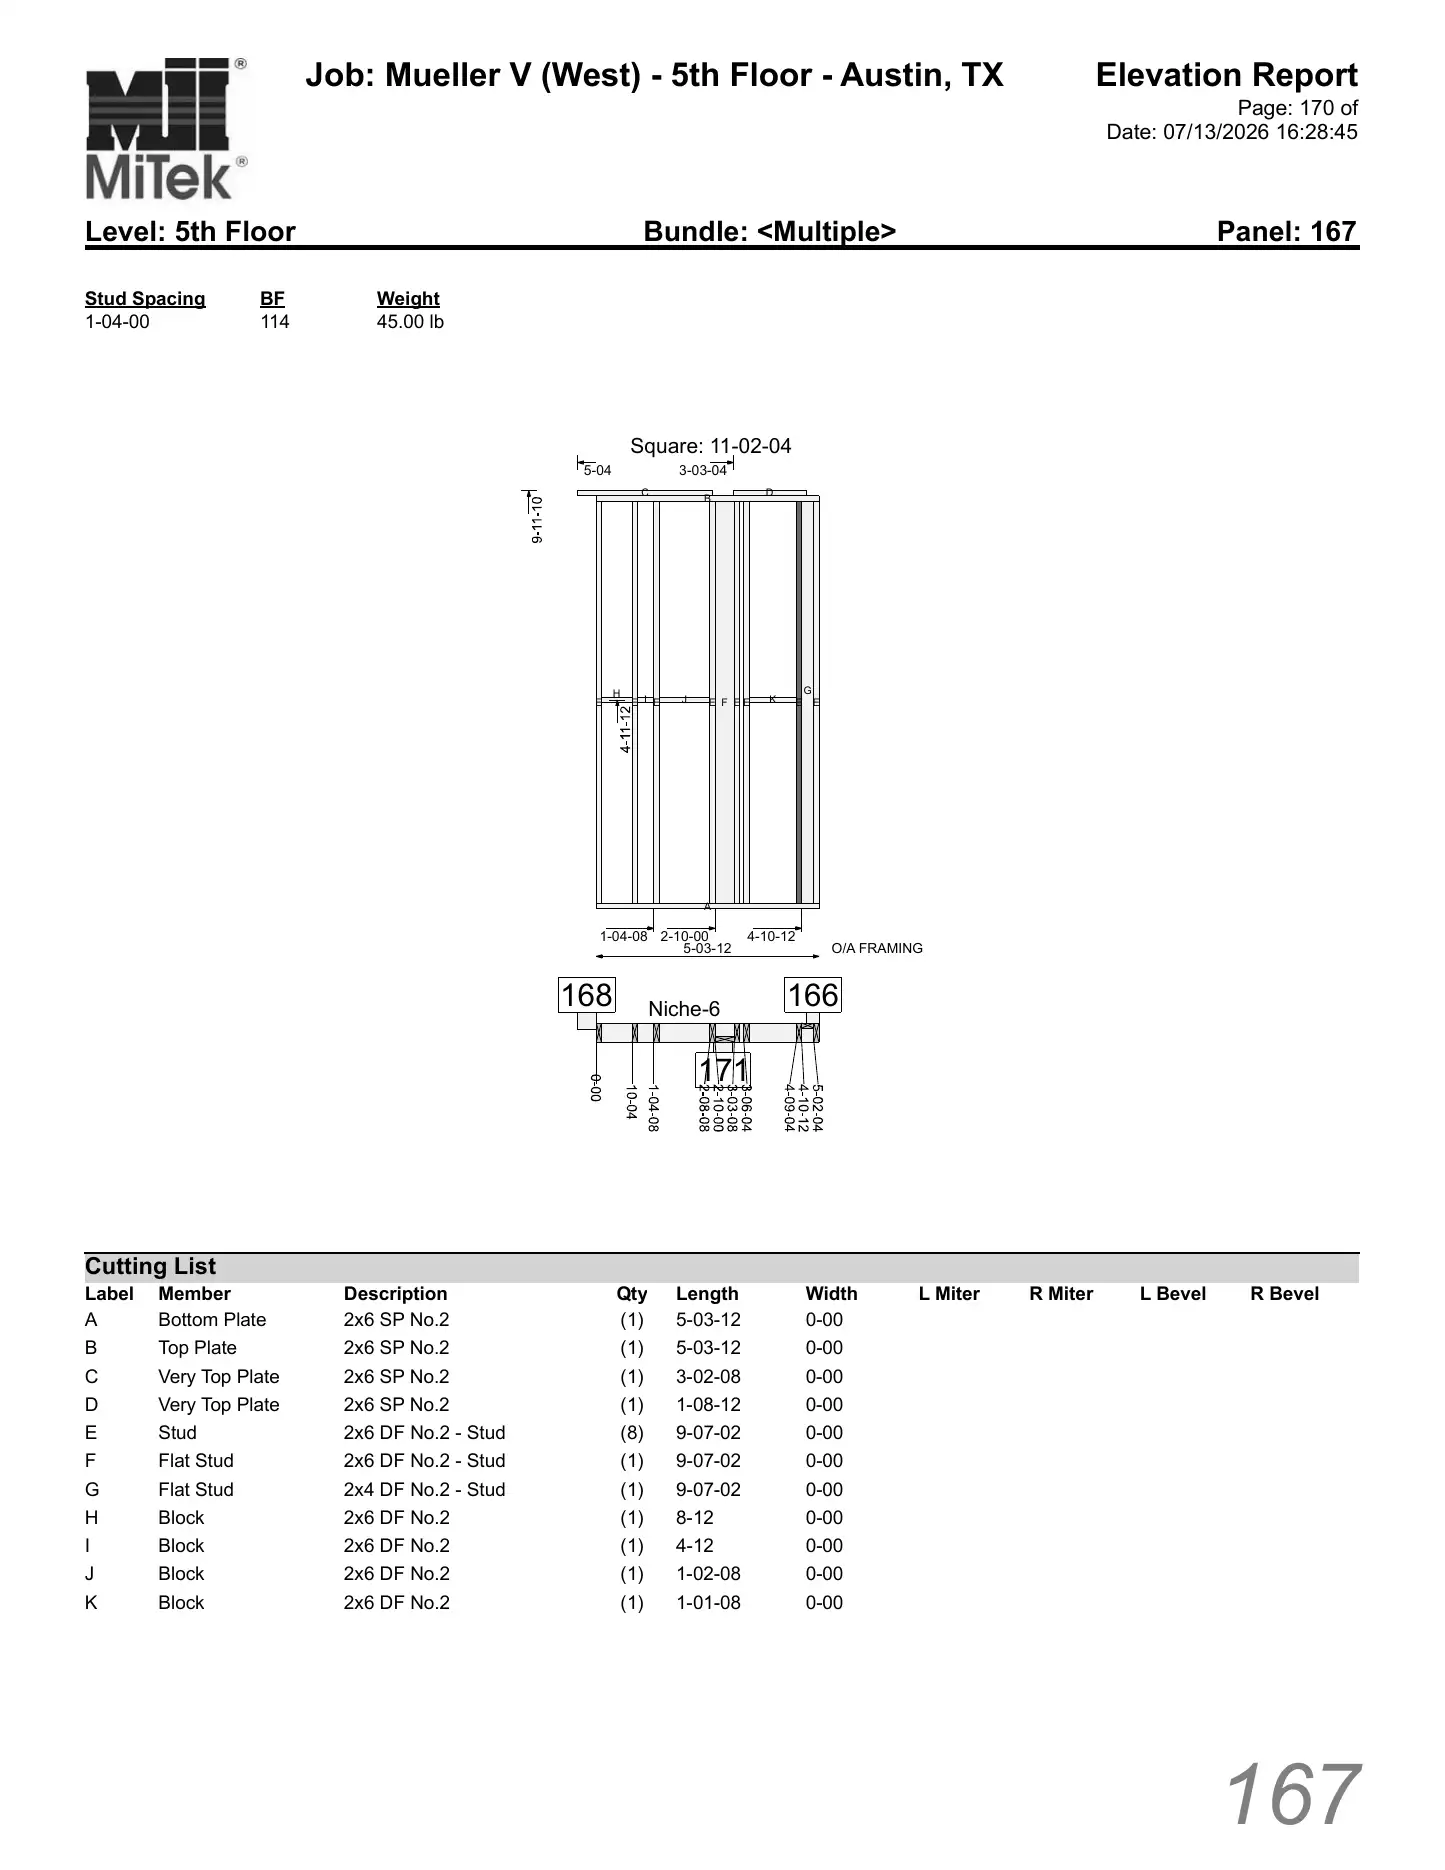 MiTek®
Job: Mueller V (West) - 5th Floor - Austin, TX
Elevation Report
Page: 170 of
Date: 07/13/2026 16:28:45
Level: 5th Floor Bundle: <Multiple> Panel: 167
Stud Spacing BF Weight
1-04-00 114 45.00 lb
Square: 11-02-04
5-04 3-03-04
C B D
9-11-10
H I J F K G
E E E E E E E E
4-11-12
A
1-04-08 2-10-00 4-10-12
5-03-12 O/A FRAMING
168 Niche-6 166
171
0-00 10-04 1-04-08 2-08-08 2-10-00 3-03-08 3-06-04 4-09-04 4-10-12 5-02-04
Cutting List
Label Member Description Qty Length Width L Miter R Miter L Bevel R Bevel
A Bottom Plate 2x6 SP No.2 (1) 5-03-12 0-00
B Top Plate 2x6 SP No.2 (1) 5-03-12 0-00
C Very Top Plate 2x6 SP No.2 (1) 3-02-08 0-00
D Very Top Plate 2x6 SP No.2 (1) 1-08-12 0-00
E Stud 2x6 DF No.2 - Stud (8) 9-07-02 0-00
F Flat Stud 2x6 DF No.2 - Stud (1) 9-07-02 0-00
G Flat Stud 2x4 DF No.2 - Stud (1) 9-07-02 0-00
H Block 2x6 DF No.2 (1) 8-12 0-00
I Block 2x6 DF No.2 (1) 4-12 0-00
J Block 2x6 DF No.2 (1) 1-02-08 0-00
K Block 2x6 DF No.2 (1) 1-01-08 0-00
167